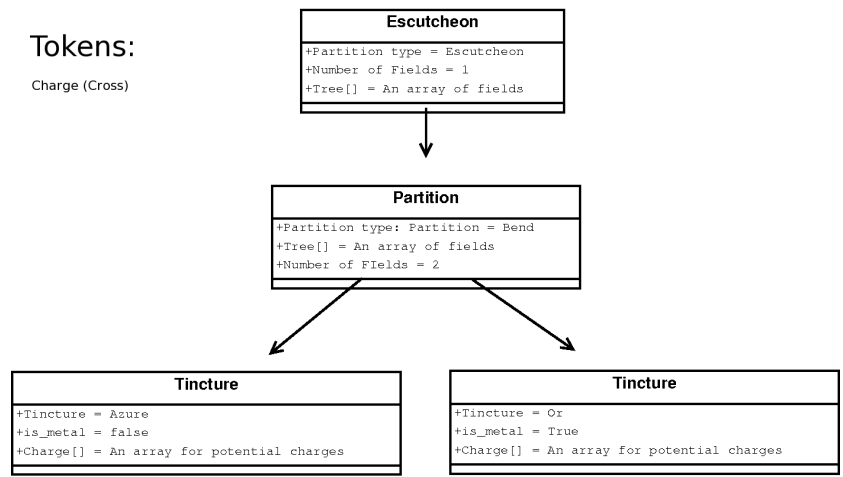 Tokens:
Charge (Cross)
Escutcheon
+Partition type = Escutcheon
+Number of Fields = 1
+Tree[] = An array of fields
Partition
+Partition type: Partition = Bend
+Tree[] = An array of fields
+Number of FIelds = 2
Tincture
+Tincture = Azure
+is_metal = false
+Charge[] = An array for potential charges
Tincture
+Tincture = Or
+is_metal = True
+Charge[] = An array for potential charges